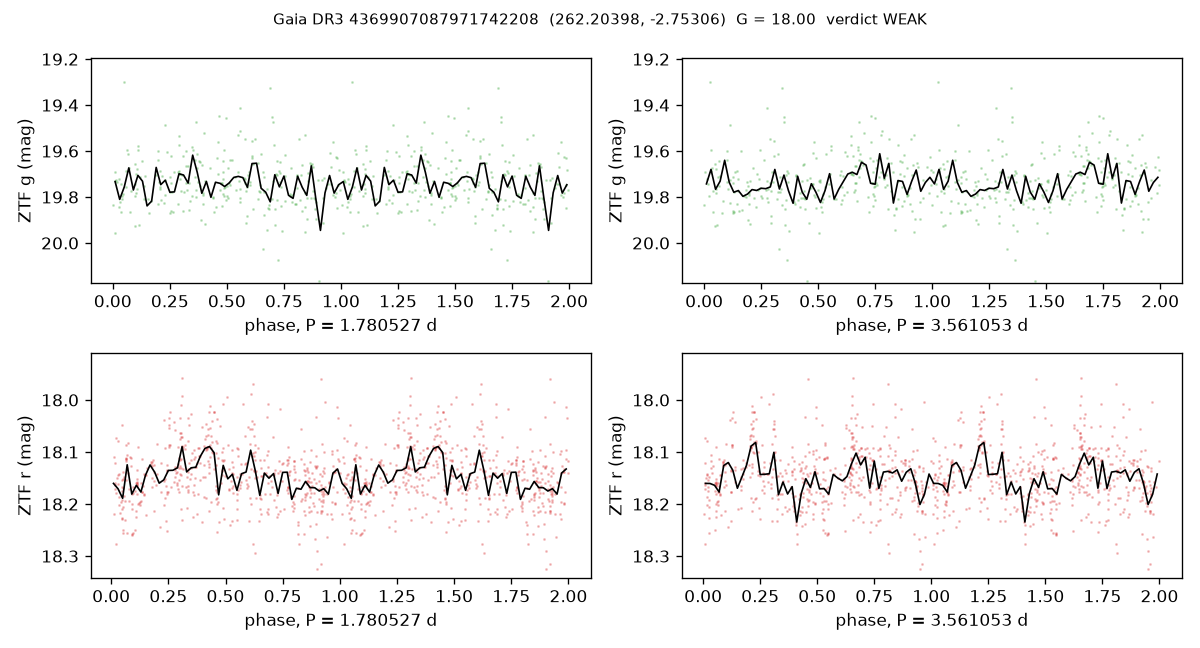 Gaia DR3 4369907087971742208  (262.20398, -2.75306)  G = 18.00  verdict WEAK
19.2
19.4
19.6
19.8
20.0
ZTF g (mag)
0.00 0.25 0.50 0.75 1.00 1.25 1.50 1.75 2.00
phase, P = 1.780527 d
19.2
19.4
19.6
19.8
20.0
ZTF g (mag)
0.00 0.25 0.50 0.75 1.00 1.25 1.50 1.75 2.00
phase, P = 3.561053 d
18.0
18.1
18.2
18.3
ZTF r (mag)
0.00 0.25 0.50 0.75 1.00 1.25 1.50 1.75 2.00
phase, P = 1.780527 d
18.0
18.1
18.2
18.3
ZTF r (mag)
0.00 0.25 0.50 0.75 1.00 1.25 1.50 1.75 2.00
phase, P = 3.561053 d